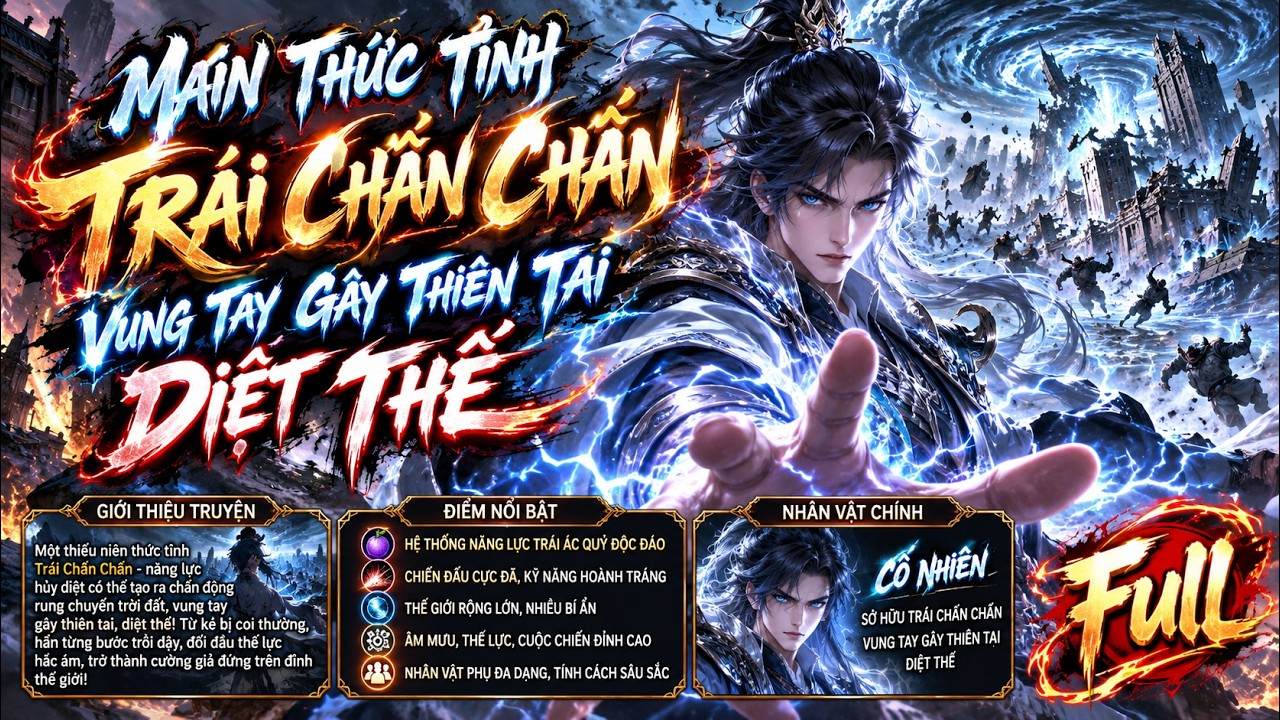 Main Thức Tỉnh
Trái Chấn Chấn
Vung Tay Gây Thiên Tai
Diệt Thế
GIỚI THIỆU TRUYỆN
Một thiếu niên thức tỉnh
Trái Chấn Chấn - năng lực
hủy diệt có thể tạo ra chấn động
rung chuyển trời đất, vung tay
gây thiên tai, diệt thế! Từ kẻ bị coi thường,
hắn từng bước trỗi dậy, đối đầu thế lực
hắc ám, trở thành cường giả đứng trên đỉnh
thế giới!
ĐIỂM NỔI BẬT
HỆ THỐNG NĂNG LỰC TRÁI ÁC QUỶ ĐỘC ĐÁO
CHIẾN ĐẤU CỰC ĐÃ, KỸ NĂNG HOÀNH TRÁNG
THẾ GIỚI RỘNG LỚN, NHIỀU BÍ ẨN
ÂM MƯU, THẾ LỰC, CUỘC CHIẾN ĐỈNH CAO
NHÂN VẬT PHỤ ĐA DẠNG, TÍNH CÁCH SÂU SẮC
NHÂN VẬT CHÍNH
CỐ NHIÊN
SỞ HỮU TRÁI CHẤN CHẤN
VUNG TAY GÂY THIÊN TAI
DIỆT THẾ
Full